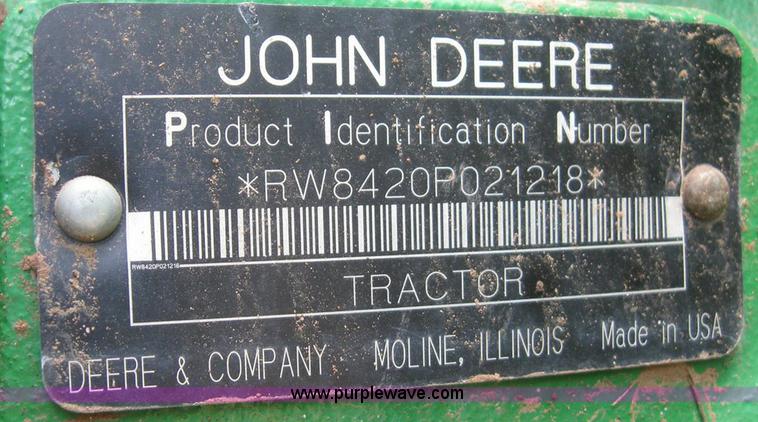 JOHN DEERE
Product Identification Number
*RW8420P021218*
RW8420P021218
TRACTOR
DEERE & COMPANY MOLINE, ILLINOIS Made in USA
www.purplewave.com